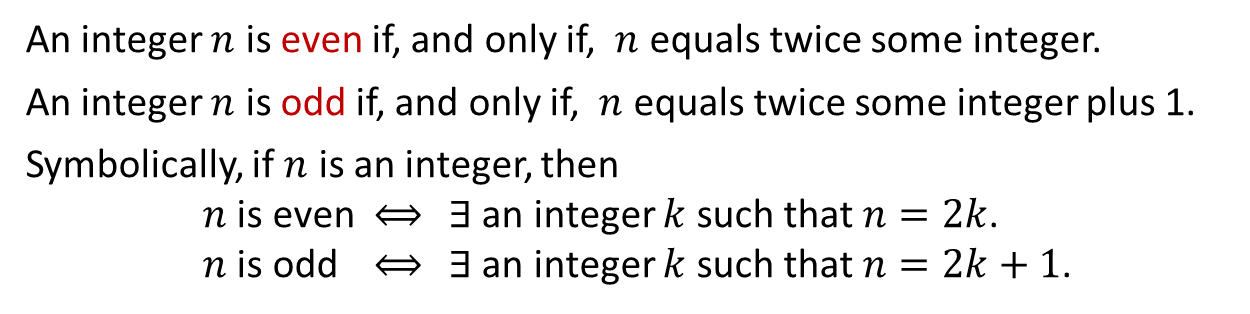 An integer n is even if, and only if, n equals twice some integer.
An integer n is odd if, and only if, n equals twice some integer plus 1.
Symbolically, if n is an integer, then
n is even ⟺ ∃ an integer k such that n = 2k.
n is odd ⟺ ∃ an integer k such that n = 2k + 1.